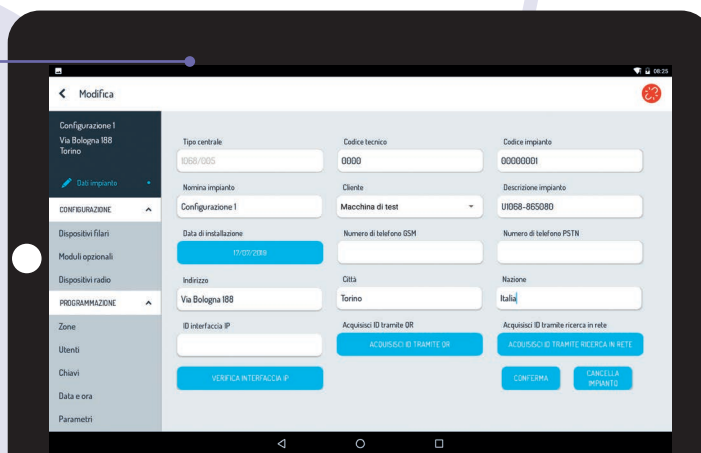 08:25
Modifica
Configurazione 1
Via Bologna 188
Torino
Dati impianto
CONFIGURAZIONE
Dispositivi filari
Moduli opzionali
Dispositivi radio
PROGRAMMAZIONE
Zone
Utenti
Chiavi
Data e ora
Parametri
Tipo centrale
Codice tecnico
Codice impianto
1068/005
0000
00000001
Nomina impianto
Cliente
Descrizione impianto
Configurazione 1
Macchina di test
U1068-865080
Data di installazione
Numero di telefono GSM
Numero di telefono PSTN
17/07/2019
Indirizzo
Città
Nazione
Via Bologna 188
Torino
Italia
ID interfaccia IP
Acquisisci ID tramite QR
Acquisisci ID tramite ricerca in rete
ACQUISISCI ID TRAMITE QR
ACQUISISCI ID TRAMITE RICERCA IN RETE
VERIFICA INTERFACCIA IP
CONFERMA
CANCELLA
IMPIANTO